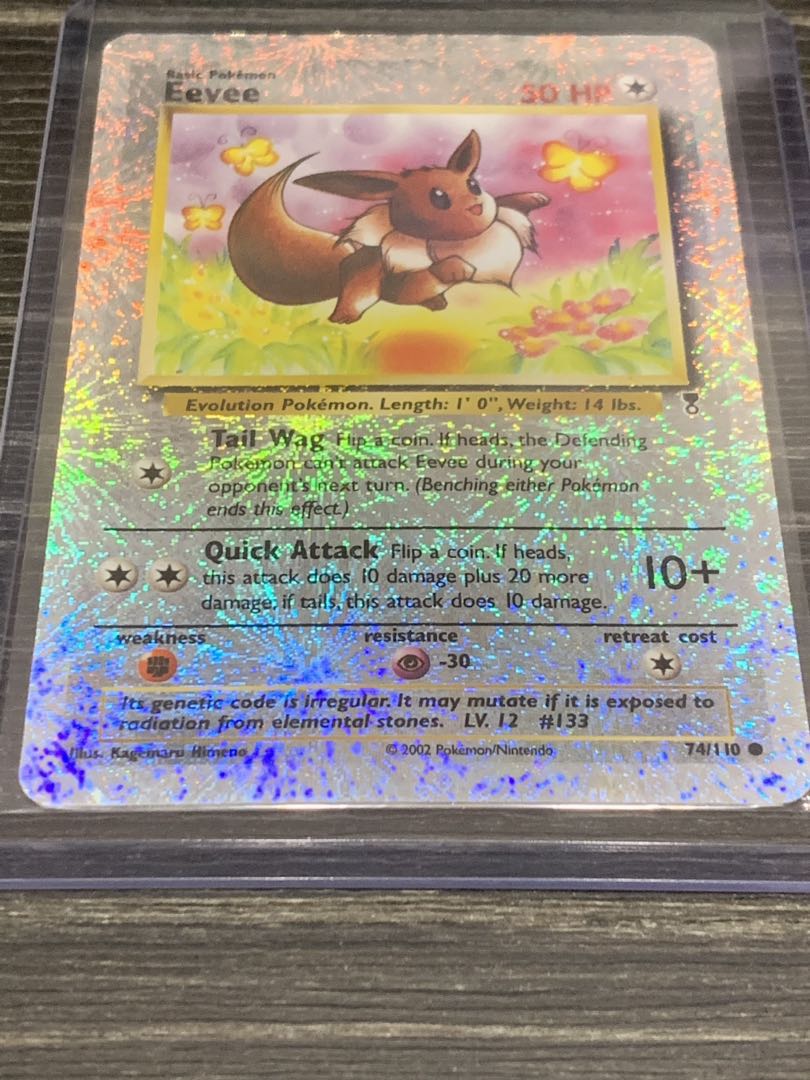 Basic Pokémon
Eevee 50 HP
Evolution Pokémon. Length: 1' 0", Weight: 14 lbs.
Tail Wag Flip a coin. If heads, the Defending
Pokémon can't attack Eevee during your
opponent's next turn. (Benching either Pokémon
ends this effect.)
Quick Attack Flip a coin. If heads,
this attack does 10 damage plus 20 more
damage; if tails, this attack does 10 damage.
10+
weakness resistance retreat cost
-30
Its genetic code is irregular. It may mutate if it is exposed to
radiation from elemental stones. LV. 12 #133
Illus. Kagemaru Himeno © 2002 Pokémon/Nintendo 74/110